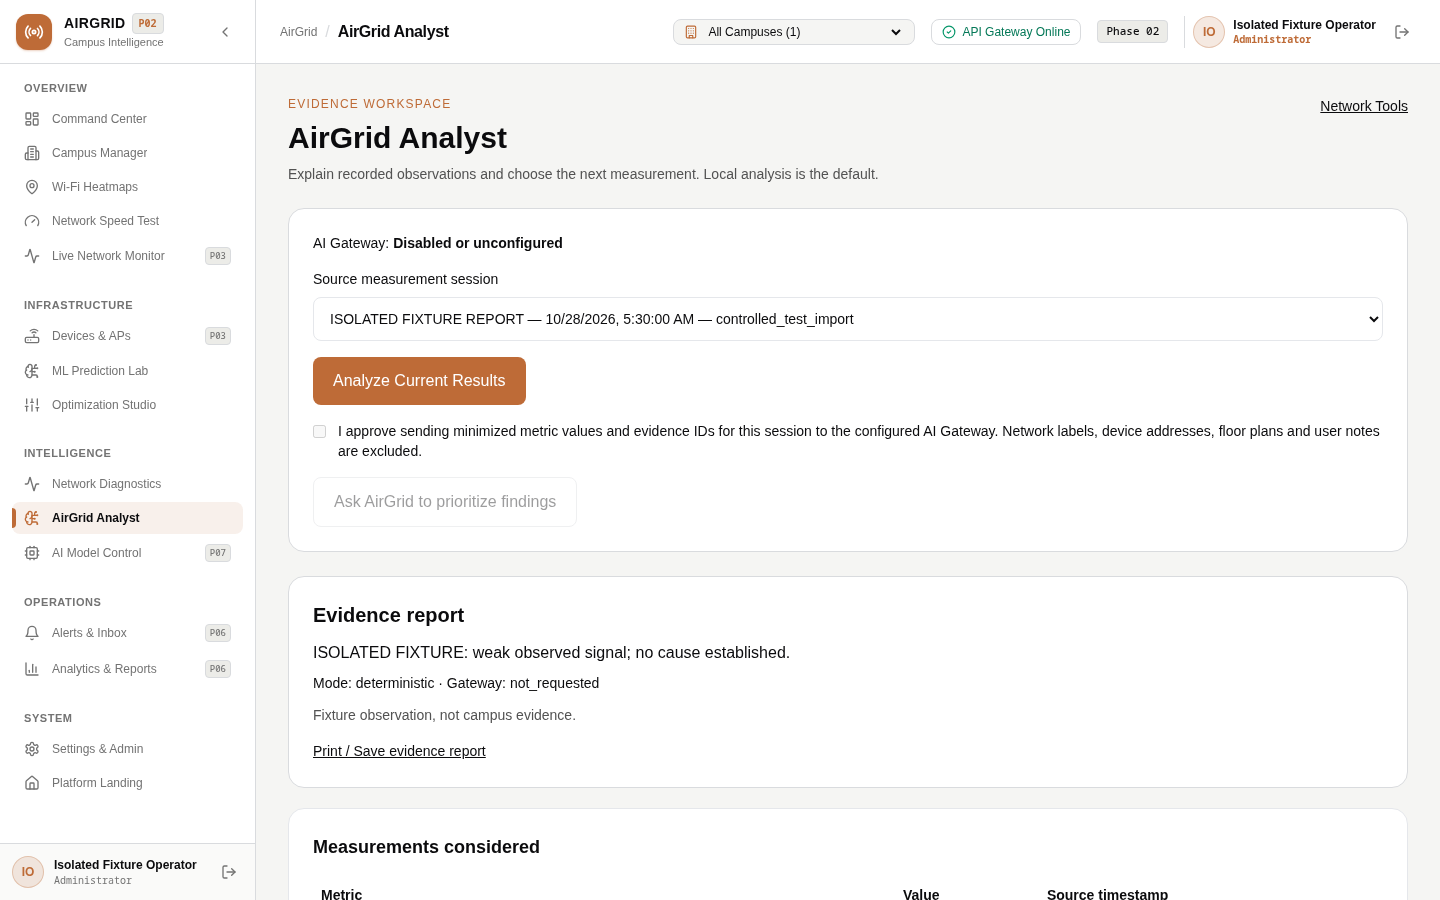 AIRGRID P02
Campus Intelligence
OVERVIEW
Command Center
Campus Manager
Wi-Fi Heatmaps
Network Speed Test
Live Network Monitor P03
INFRASTRUCTURE
Devices & APs P03
ML Prediction Lab
Optimization Studio
INTELLIGENCE
Network Diagnostics
AirGrid Analyst
AI Model Control P07
OPERATIONS
Alerts & Inbox P06
Analytics & Reports P06
SYSTEM
Settings & Admin
Platform Landing
IO Isolated Fixture Operator
Administrator
AirGrid / AirGrid Analyst
All Campuses (1)
API Gateway Online
Phase 02
IO Isolated Fixture Operator
Administrator
EVIDENCE WORKSPACE
Network Tools
AirGrid Analyst
Explain recorded observations and choose the next measurement. Local analysis is the default.
AI Gateway: Disabled or unconfigured
Source measurement session
ISOLATED FIXTURE REPORT — 10/28/2026, 5:30:00 AM — controlled_test_import
Analyze Current Results
I approve sending minimized metric values and evidence IDs for this session to the configured AI Gateway. Network labels, device addresses, floor plans and user notes
are excluded.
Ask AirGrid to prioritize findings
Evidence report
ISOLATED FIXTURE: weak observed signal; no cause established.
Mode: deterministic · Gateway: not_requested
Fixture observation, not campus evidence.
Print / Save evidence report
Measurements considered
Metric Value Source timestamp